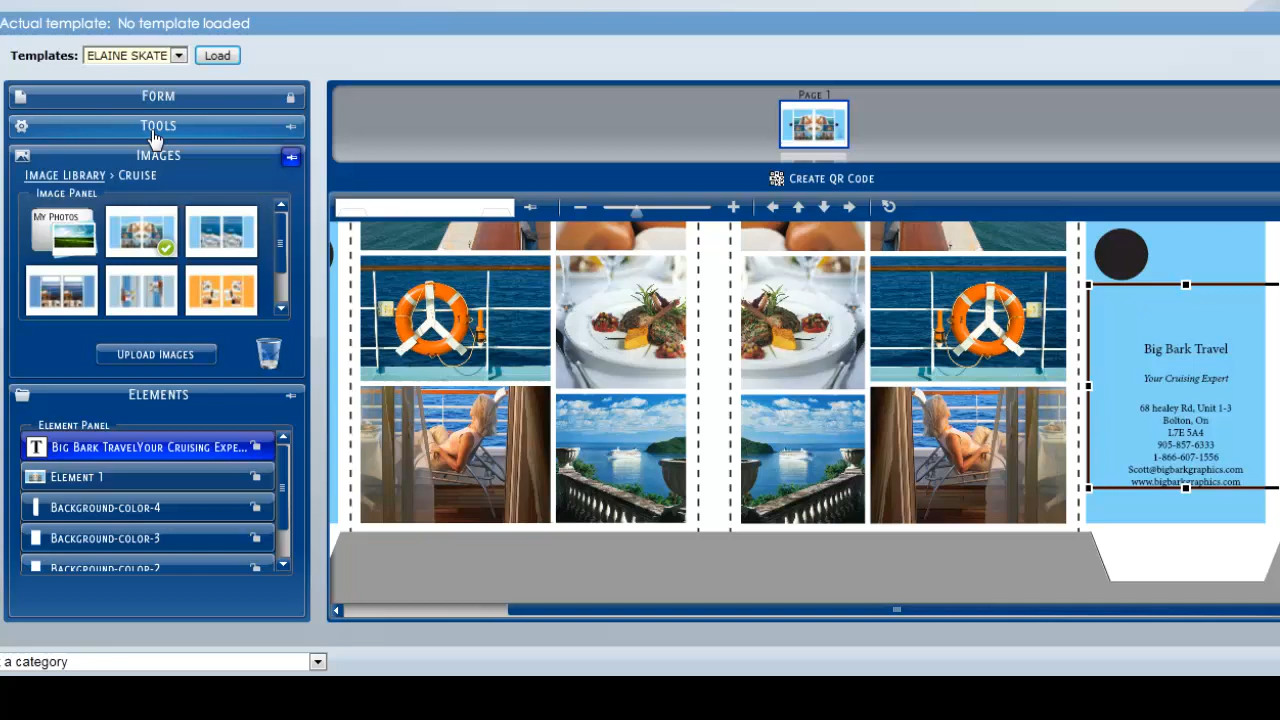 Actual template: No template loaded
Templates: ELAINE SKATE Load
FORM
TOOLS
IMAGES
IMAGE LIBRARY > CRUISE
IMAGE PANEL
MY PHOTOS
UPLOAD IMAGES
ELEMENTS
ELEMENT PANEL
T BIG BARK TRAVELYOUR CRUISING EXPE...
ELEMENT 1
BACKGROUND-COLOR-4
BACKGROUND-COLOR-3
BACKGROUND-COLOR-2
a category
PAGE 1
CREATE QR CODE
Big Bark Travel
Your Cruising Expert
68 healey Rd, Unit 1-3
Bolton, On
L7E 5A4
905-857-6333
1-866-607-1556
Scott@bigbarkgraphics.com
www.bigbarkgraphics.com